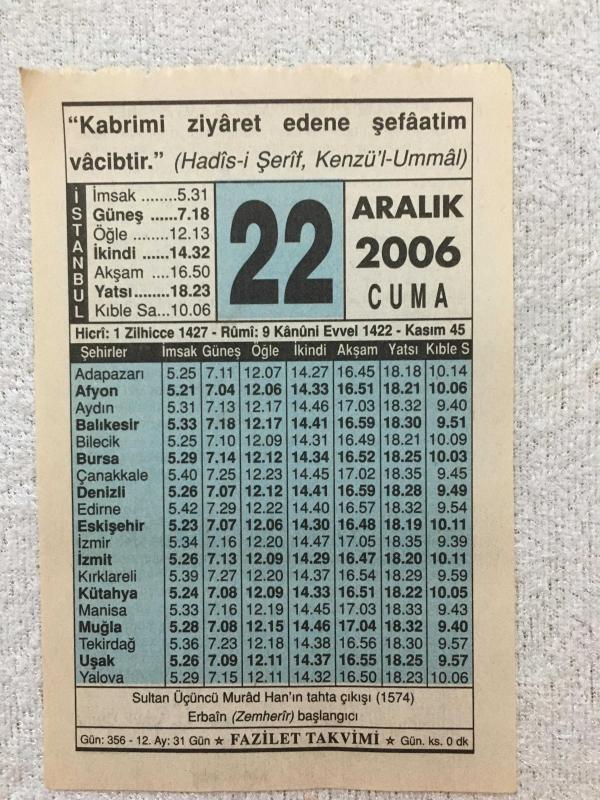 “Kabrimi ziyâret edene şefâatim
vâcibtir.” (Hadîs-i Şerîf, Kenzü’l-Ummâl)
İSTANBUL
İmsak ........5.31
Güneş ......7.18
Öğle ........12.13
İkindi ......14.32
Akşam ....16.50
Yatsı........18.23
Kıble Sa...10.06
22
ARALIK
2006
CUMA
Hicrî: 1 Zilhicce 1427 - Rûmî: 9 Kânûni Evvel 1422 - Kasım 45
Şehirler İmsak Güneş Öğle İkindi Akşam Yatsı Kıble S
Adapazarı 5.25 7.11 12.07 14.27 16.45 18.18 10.14
Afyon 5.21 7.04 12.06 14.33 16.51 18.21 10.06
Aydın 5.31 7.13 12.17 14.46 17.03 18.32 9.40
Balıkesir 5.33 7.18 12.17 14.41 16.59 18.30 9.51
Bilecik 5.25 7.10 12.09 14.31 16.49 18.21 10.09
Bursa 5.29 7.14 12.12 14.34 16.52 18.25 10.03
Çanakkale 5.40 7.25 12.23 14.45 17.02 18.35 9.45
Denizli 5.26 7.07 12.12 14.41 16.59 18.28 9.49
Edirne 5.42 7.29 12.22 14.40 16.57 18.32 9.54
Eskişehir 5.23 7.07 12.06 14.30 16.48 18.19 10.11
İzmir 5.34 7.16 12.20 14.47 17.05 18.35 9.39
İzmit 5.26 7.13 12.09 14.29 16.47 18.20 10.11
Kırklareli 5.39 7.27 12.20 14.37 16.54 18.29 9.59
Kütahya 5.24 7.08 12.09 14.33 16.51 18.22 10.05
Manisa 5.33 7.16 12.19 14.45 17.03 18.33 9.43
Muğla 5.28 7.08 12.15 14.46 17.04 18.32 9.40
Tekirdağ 5.36 7.23 12.18 14.38 16.56 18.30 9.57
Uşak 5.26 7.09 12.11 14.37 16.55 18.25 9.57
Yalova 5.29 7.15 12.11 14.32 16.50 18.23 10.06
Sultan Üçüncü Murâd Han’ın tahta çıkışı (1574)
Erbaîn (Zemherîr) başlangıcı
Gün: 356 - 12. Ay: 31 Gün ★ FAZİLET TAKVİMİ ★ Gün. ks. 0 dk